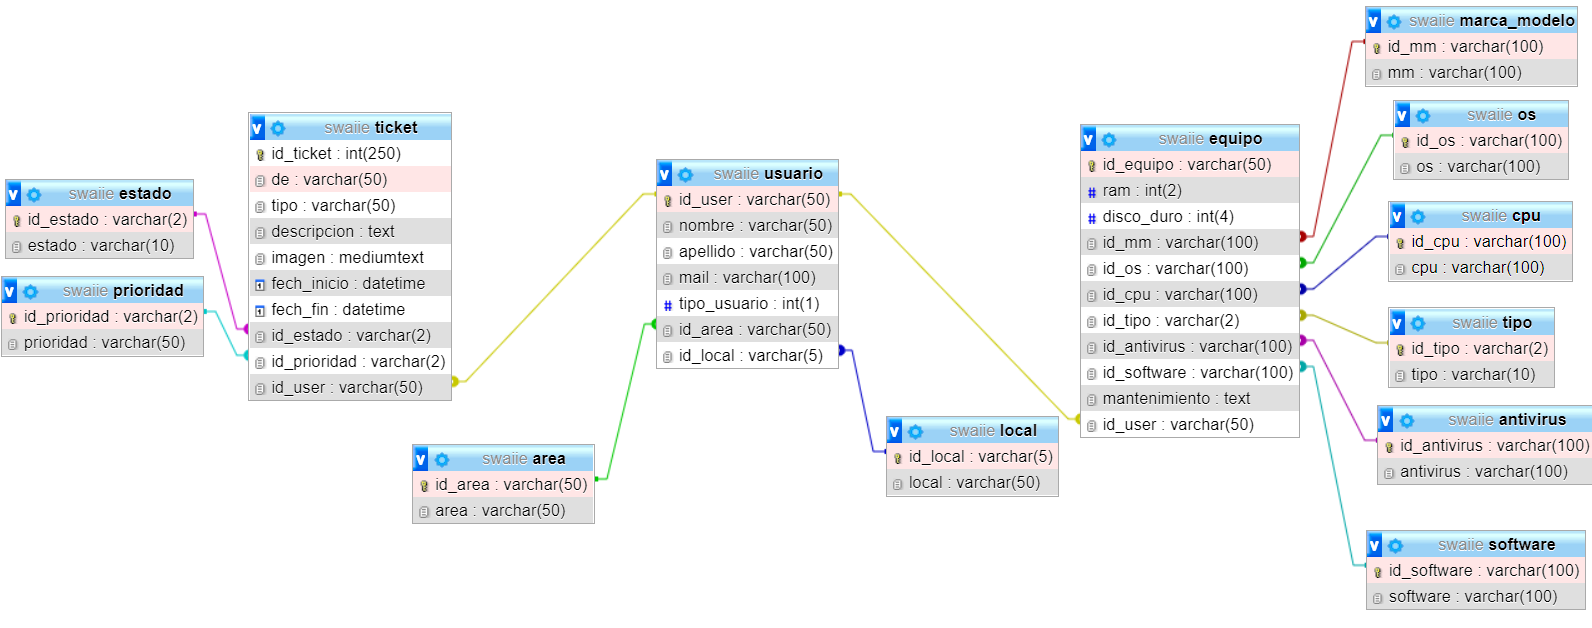 swaiie estado
id_estado : varchar(2)
estado : varchar(10)
swaiie prioridad
id_prioridad : varchar(2)
prioridad : varchar(50)
swaiie ticket
id_ticket : int(250)
de : varchar(50)
tipo : varchar(50)
descripcion : text
imagen : mediumtext
fech_inicio : datetime
fech_fin : datetime
id_estado : varchar(2)
id_prioridad : varchar(2)
id_user : varchar(50)
swaiie area
id_area : varchar(50)
area : varchar(50)
swaiie usuario
id_user : varchar(50)
nombre : varchar(50)
apellido : varchar(50)
mail : varchar(100)
tipo_usuario : int(1)
id_area : varchar(50)
id_local : varchar(5)
swaiie local
id_local : varchar(5)
local : varchar(50)
swaiie equipo
id_equipo : varchar(50)
ram : int(2)
disco_duro : int(4)
id_mm : varchar(100)
id_os : varchar(100)
id_cpu : varchar(100)
id_tipo : varchar(2)
id_antivirus : varchar(100)
id_software : varchar(100)
mantenimiento : text
id_user : varchar(50)
swaiie marca_modelo
id_mm : varchar(100)
mm : varchar(100)
swaiie os
id_os : varchar(100)
os : varchar(100)
swaiie cpu
id_cpu : varchar(100)
cpu : varchar(100)
swaiie tipo
id_tipo : varchar(2)
tipo : varchar(10)
swaiie antivirus
id_antivirus : varchar(100)
antivirus : varchar(100)
swaiie software
id_software : varchar(100)
software : varchar(100)